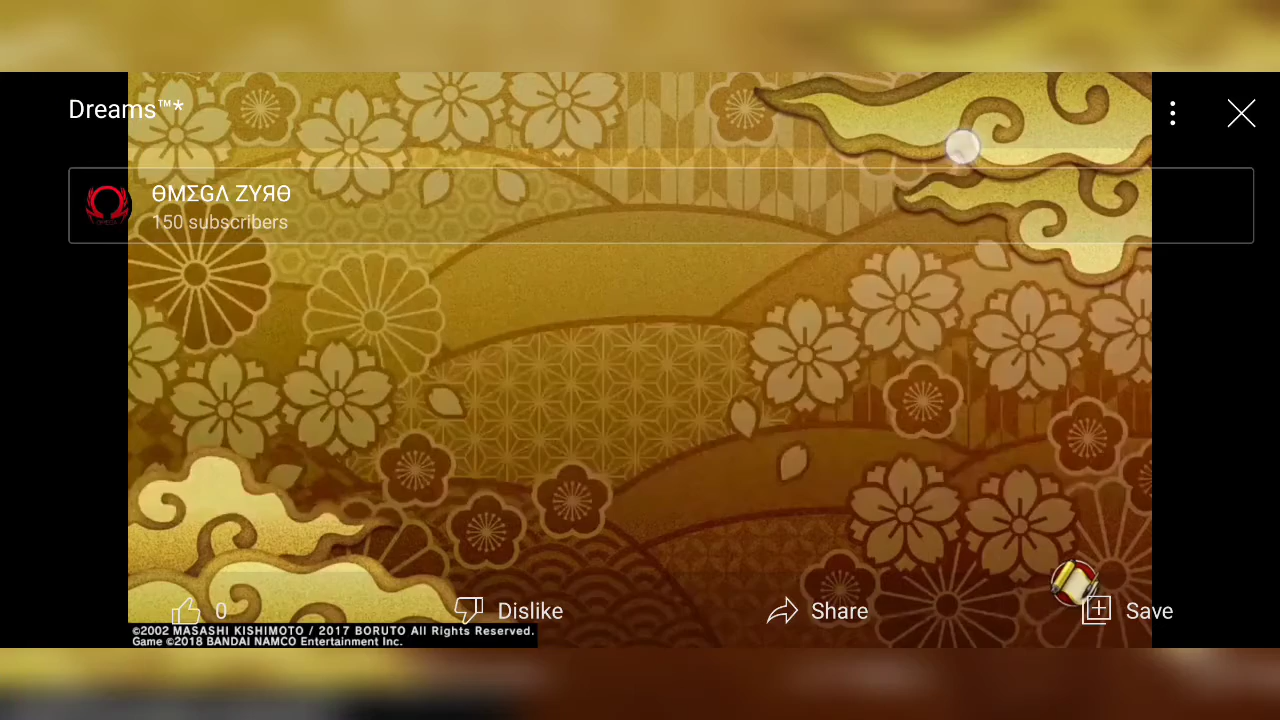 Dreams™*
ΘMΣGΛ ZYЯΘ
150 subscribers
0
Dislike
Share
Save
©2002 MASASHI KISHIMOTO / 2017 BORUTO All Rights Reserved.
Game ©2018 BANDAI NAMCO Entertainment Inc.